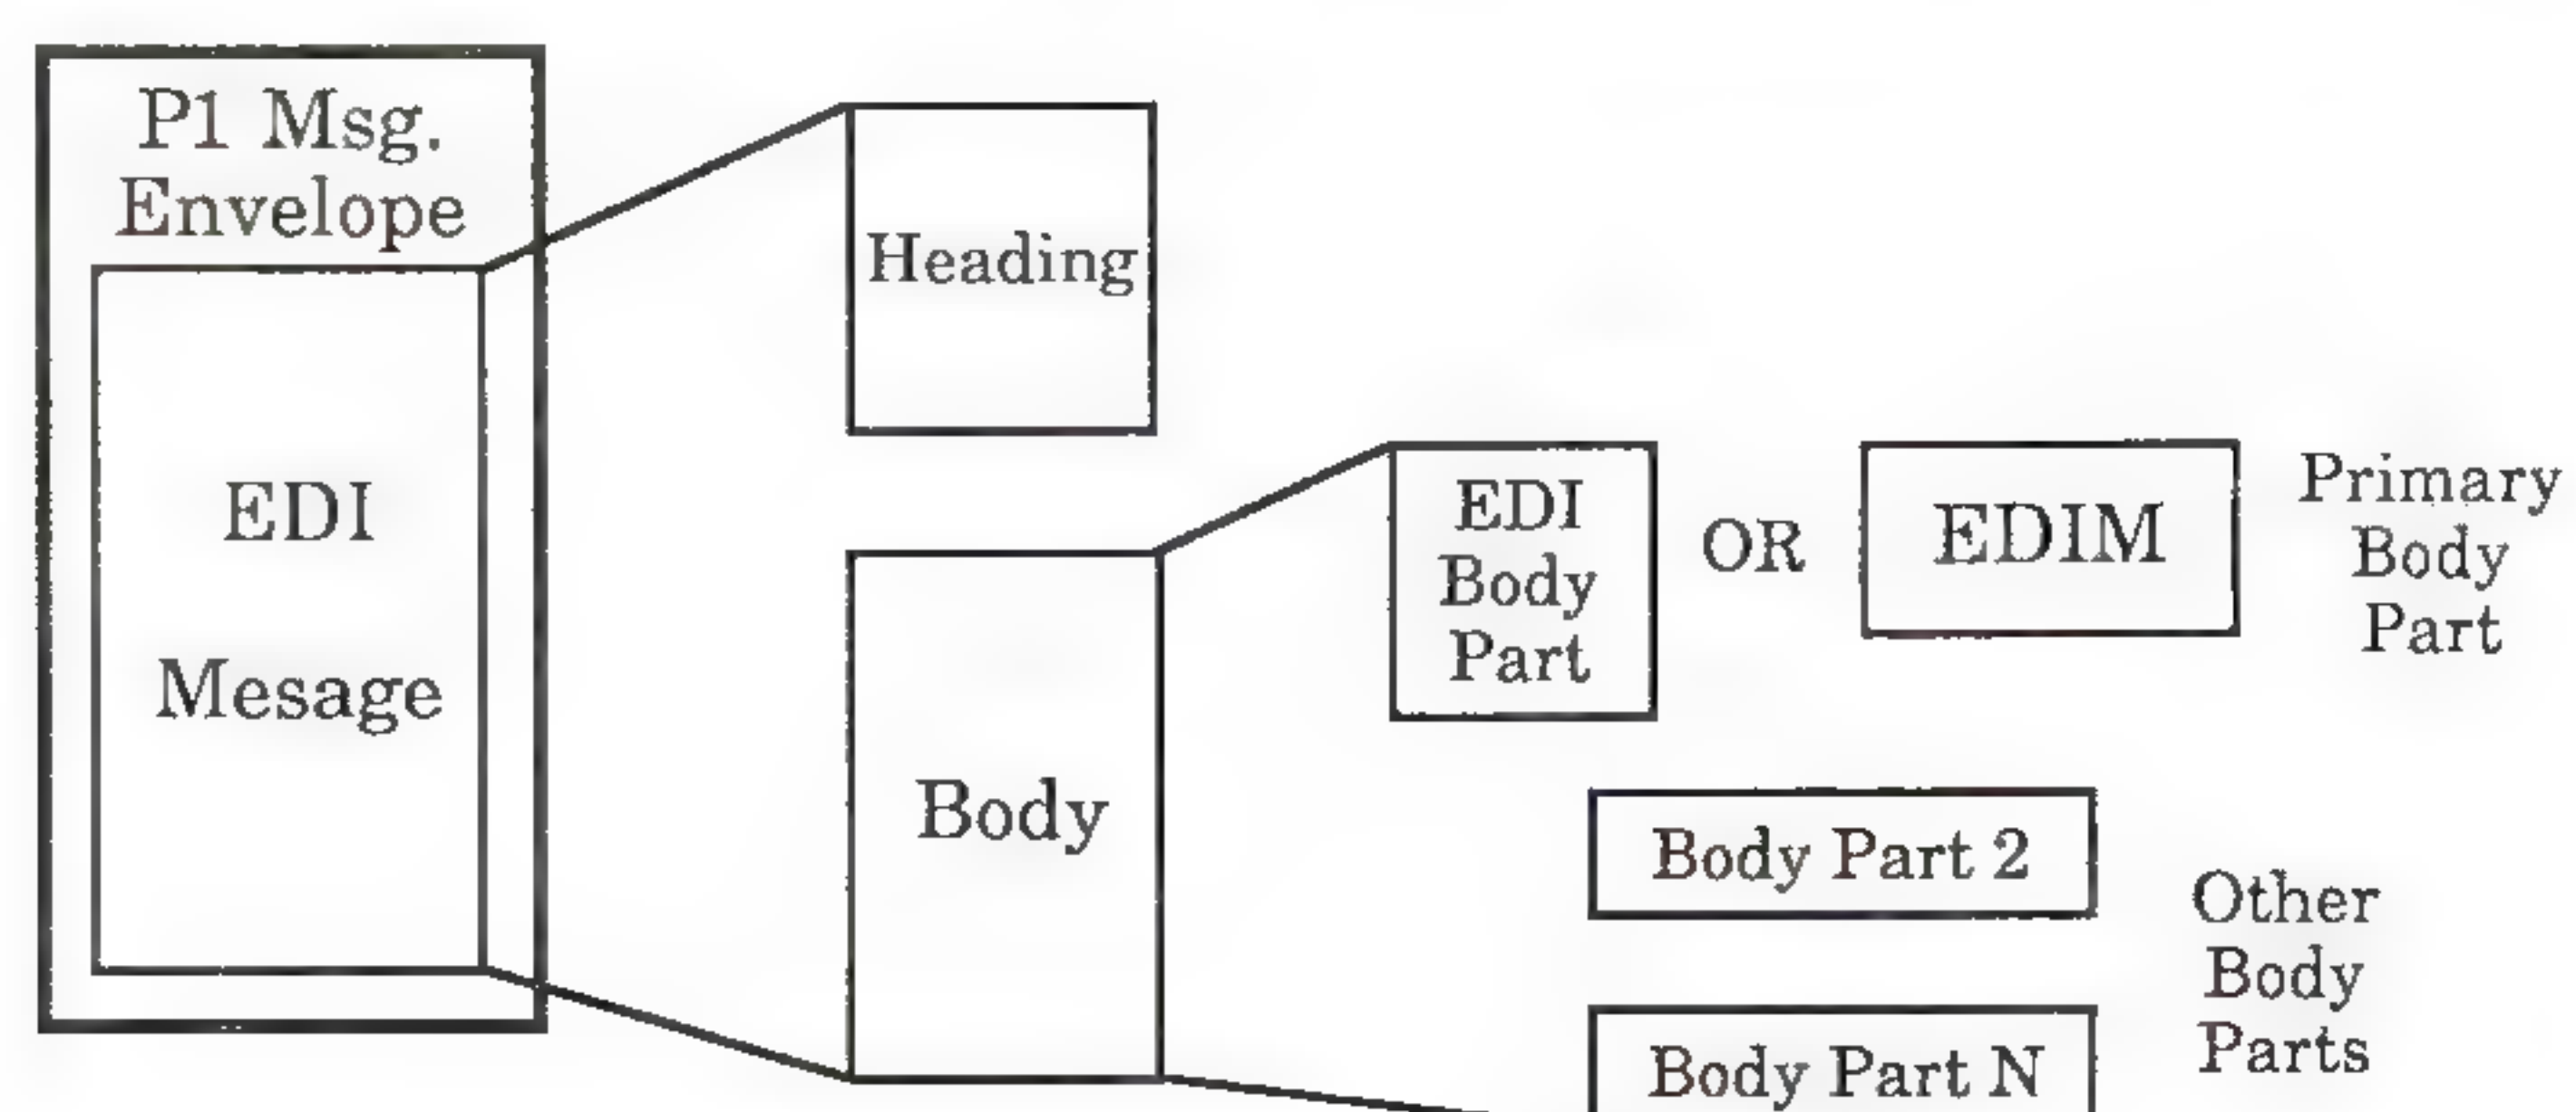 P1 Msg.
Envelope
EDI
Mesage
Heading
Body
EDI
Body
Part
OR
EDIM
Primary
Body
Part
Body Part 2
Body Part N
Other
Body
Parts